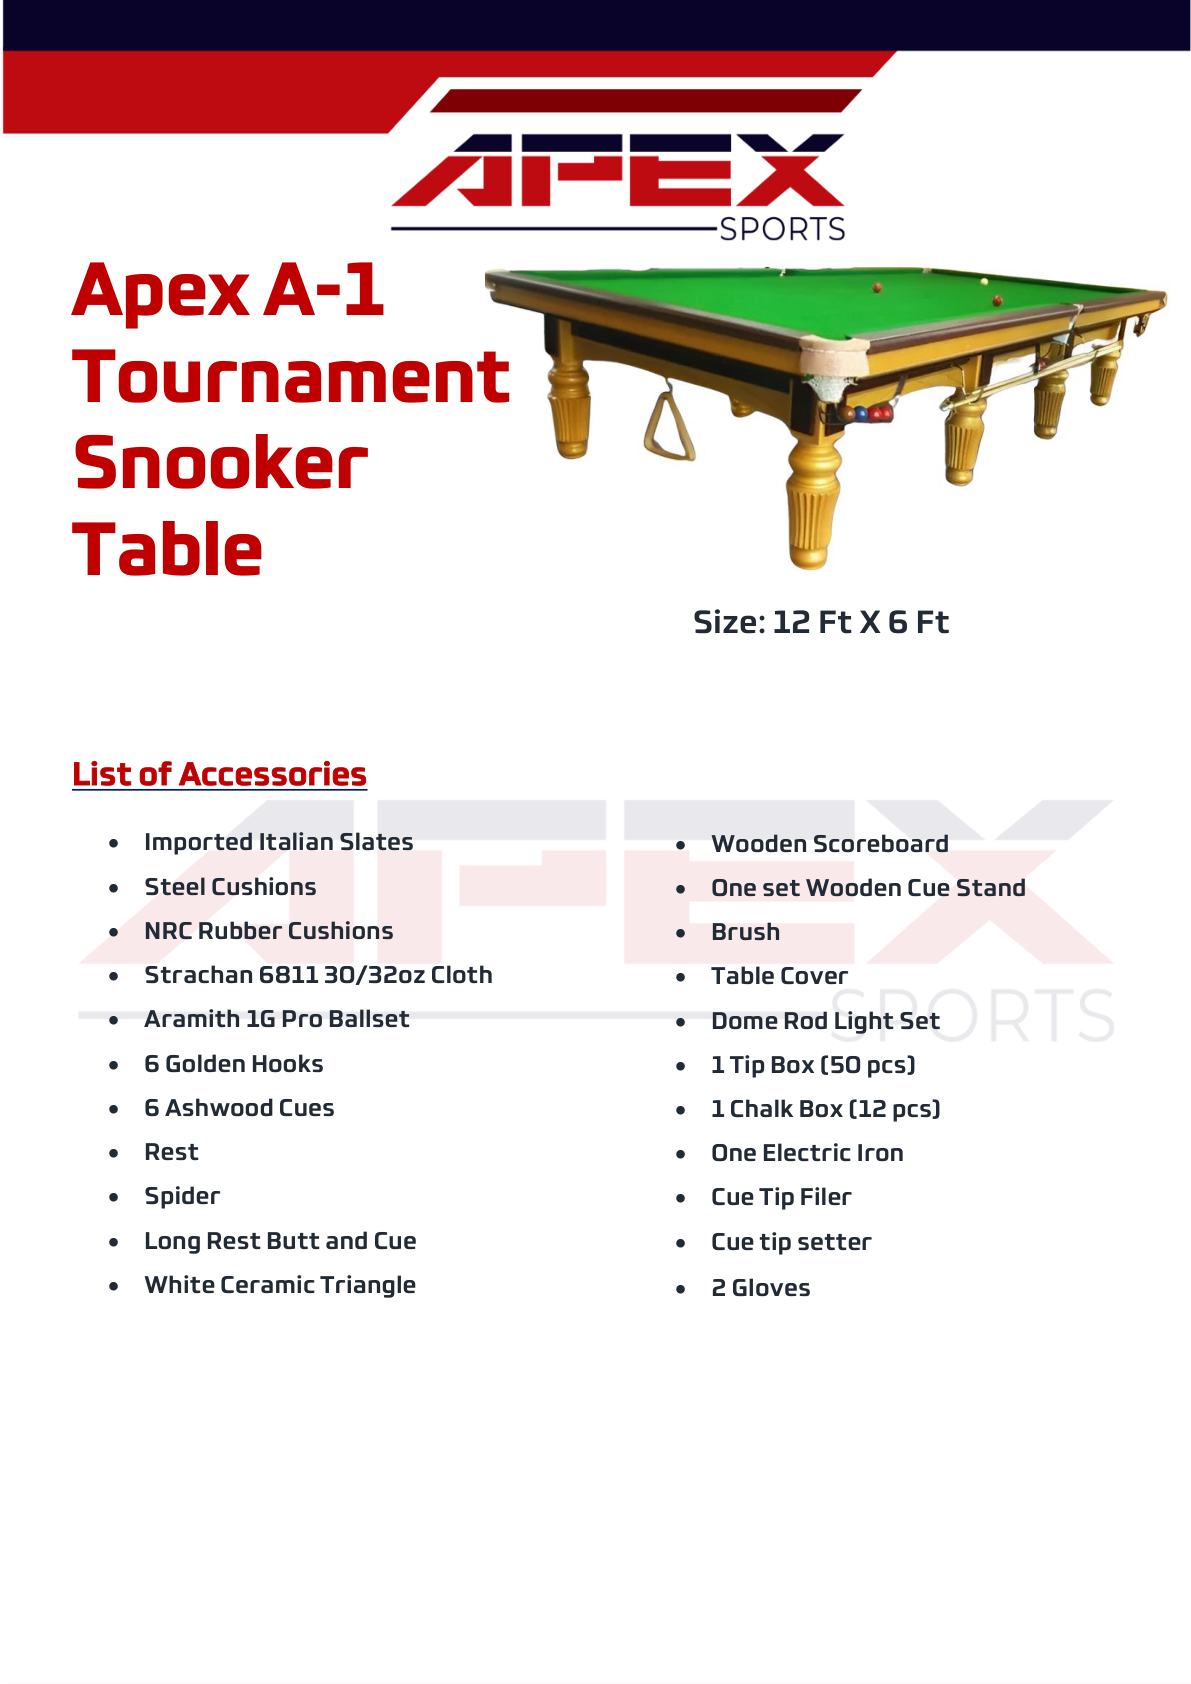 APEX
SPORTS
Apex A-1
Tournament
Snooker
Table
Size: 12 Ft X 6 Ft
List of Accessories
• Imported Italian Slates
• Steel Cushions
• NRC Rubber Cushions
• Strachan 6811 30/32oz Cloth
• Aramith 1G Pro Ballset
• 6 Golden Hooks
• 6 Ashwood Cues
• Rest
• Spider
• Long Rest Butt and Cue
• White Ceramic Triangle
• Wooden Scoreboard
• One set Wooden Cue Stand
• Brush
• Table Cover
• Dome Rod Light Set
• 1 Tip Box (50 pcs)
• 1 Chalk Box (12 pcs)
• One Electric Iron
• Cue Tip Filer
• Cue tip setter
• 2 Gloves
APEX
SPORTS